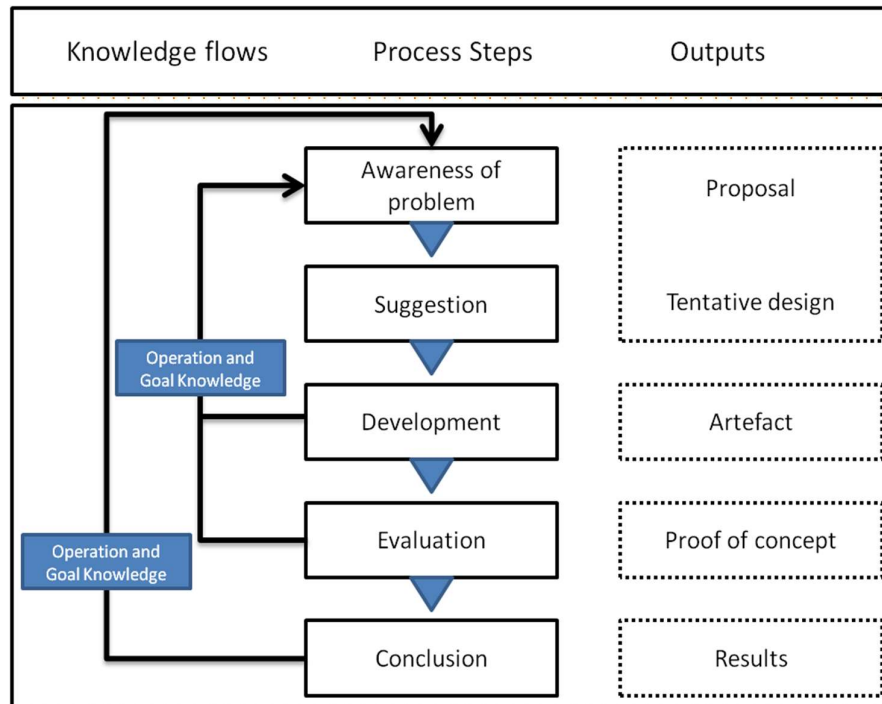 Knowledge flows
Process Steps
Outputs
Awareness of
problem
Proposal
Suggestion
Tentative design
Operation and
Goal Knowledge
Development
Artefact
Evaluation
Proof of concept
Operation and
Goal Knowledge
Conclusion
Results